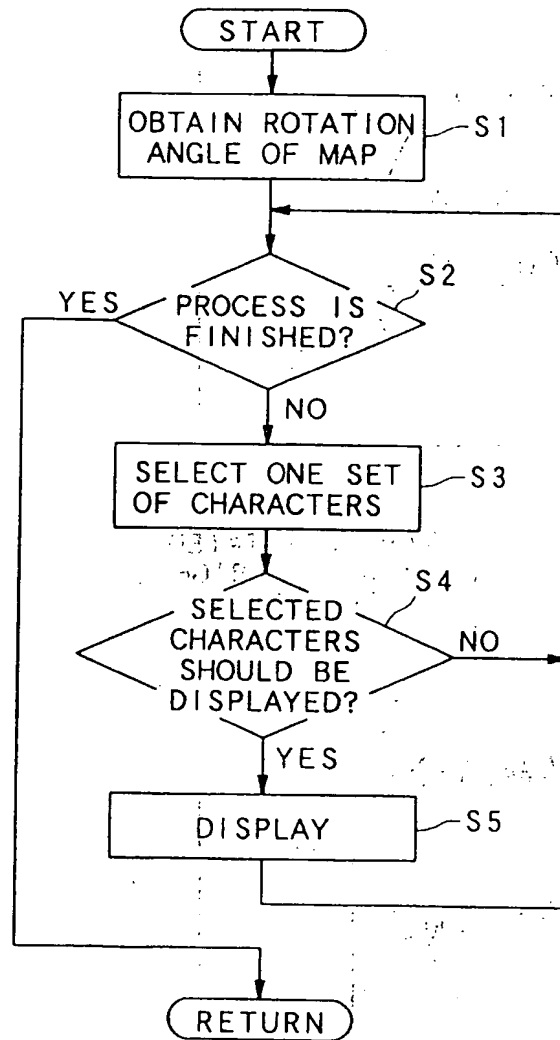 START
OBTAIN ROTATION
ANGLE OF MAP
S1
S2
YES
PROCESS IS
FINISHED?
NO
SELECT ONE SET
OF CHARACTERS
S3
S4
SELECTED
CHARACTERS
SHOULD BE
DISPLAYED?
NO
YES
DISPLAY
S5
RETURN